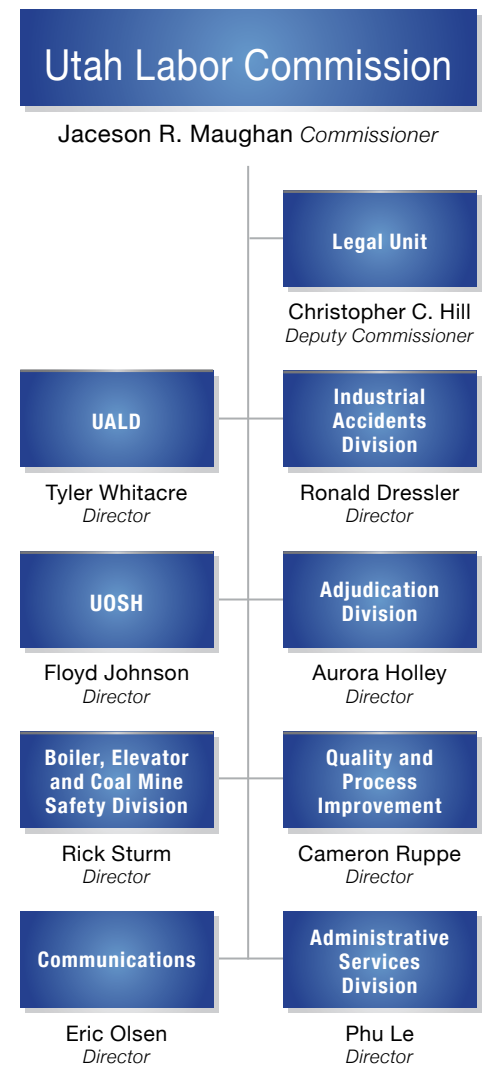 Utah Labor Commission
Jaceson R. Maughan Commissioner
Legal Unit
Christopher C. Hill
Deputy Commissioner
UALD
Tyler Whitacre
Director
Industrial
Accidents
Division
Ronald Dressler
Director
UOSH
Floyd Johnson
Director
Adjudication
Division
Aurora Holley
Director
Boiler, Elevator
and Coal Mine
Safety Division
Rick Sturm
Director
Quality and
Process
Improvement
Cameron Ruppe
Director
Communications
Eric Olsen
Director
Administrative
Services
Division
Phu Le
Director